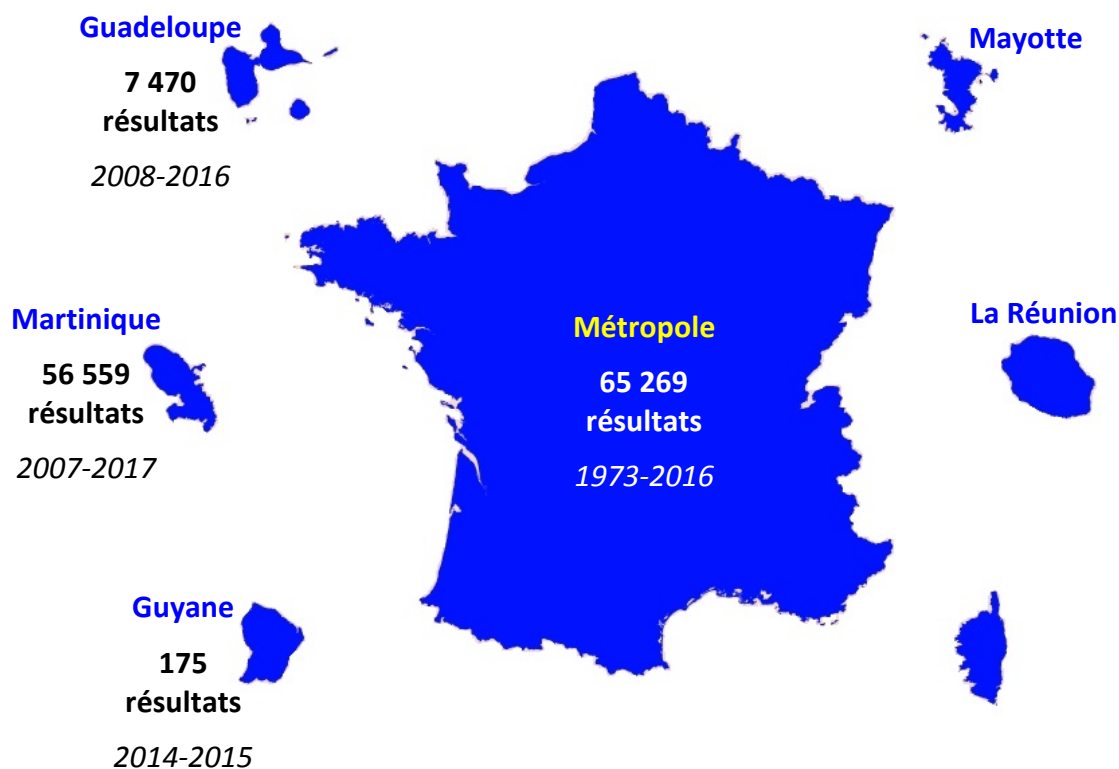 Guadeloupe
7 470
résultats
2008-2016
Mayotte
Martinique
56 559
résultats
2007-2017
Métropole
65 269
résultats
1973-2016
La Réunion
Guyane
175
résultats
2014-2015